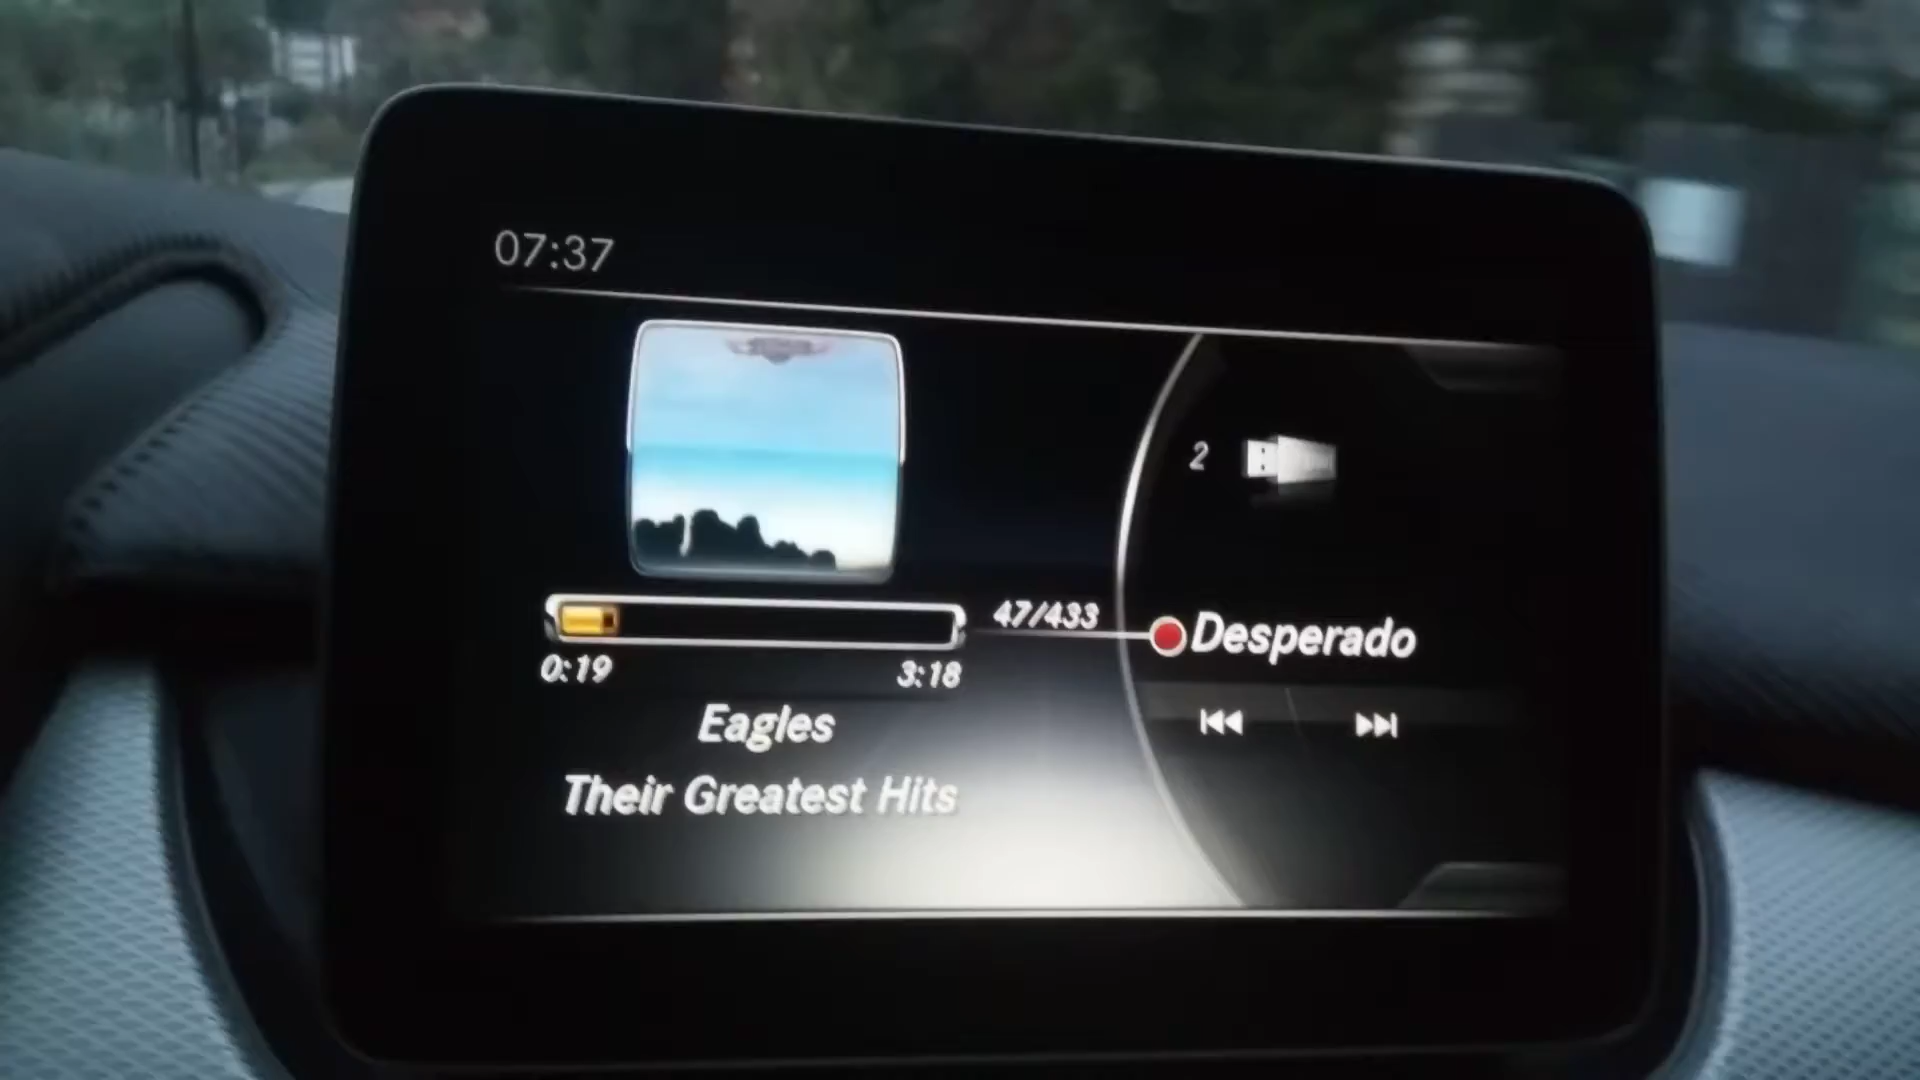 07:37
2
47/433
Desperado
0:19
3:18
Eagles
Their Greatest Hits